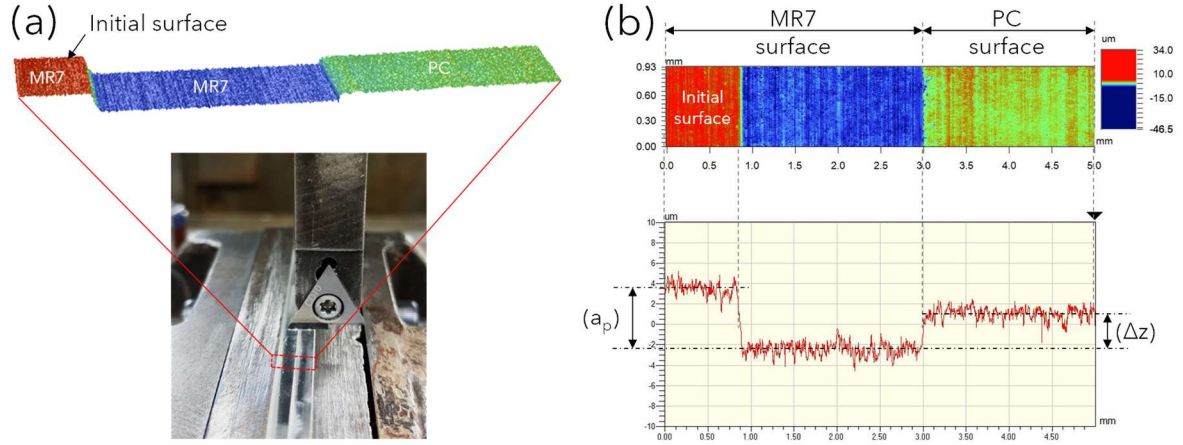 (a)
Initial surface
MR7
MR7
PC
(b)
MR7
surface
PC
surface
um
34.0
10.0
-15.0
-46.5
mm
0.93
0.60
0.30
0.00
Initial
surface
mm
0.0 0.5 1.0 1.5 2.0 2.5 3.0 3.5 4.0 4.5 5.0
um
10
8
6
4
2
0
-2
-4
-6
-8
-10
(aₚ)
(Δz)
mm
0.00 0.50 1.00 1.50 2.00 2.50 3.00 3.50 4.00 4.50